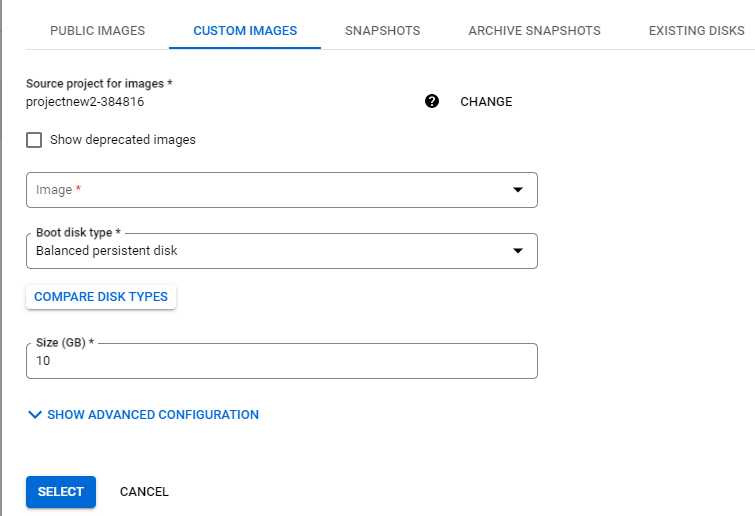 PUBLIC IMAGES CUSTOM IMAGES SNAPSHOTS ARCHIVE SNAPSHOTS EXISTING DISKS
Source project for images *
projectnew2-384816 ? CHANGE
Show deprecated images
Image *
Boot disk type *
Balanced persistent disk
COMPARE DISK TYPES
Size (GB) *
10
SHOW ADVANCED CONFIGURATION
SELECT CANCEL